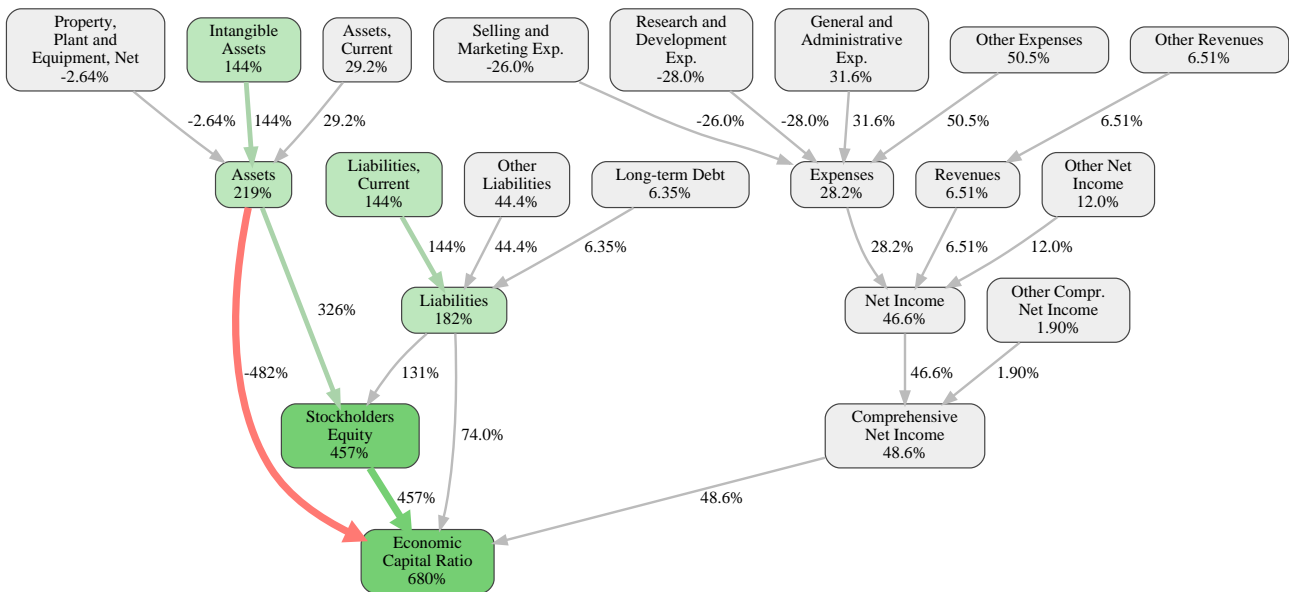 Property,
Plant and
Equipment, Net
-2.64%
Intangible
Assets
144%
Assets,
Current
29.2%
Selling and
Marketing Exp.
-26.0%
Research and
Development
Exp.
-28.0%
General and
Administrative
Exp.
31.6%
Other Expenses
50.5%
Other Revenues
6.51%
-2.64%
144%
29.2%
-26.0%
-28.0%
31.6%
50.5%
6.51%
Assets
219%
Liabilities,
Current
144%
Other
Liabilities
44.4%
Long-term Debt
6.35%
Expenses
28.2%
Revenues
6.51%
Other Net
Income
12.0%
144%
44.4%
6.35%
28.2%
6.51%
12.0%
326%
Liabilities
182%
Net Income
46.6%
Other Compr.
Net Income
1.90%
-482%
131%
46.6%
1.90%
Stockholders
Equity
457%
74.0%
Comprehensive
Net Income
48.6%
457%
48.6%
Economic
Capital Ratio
680%